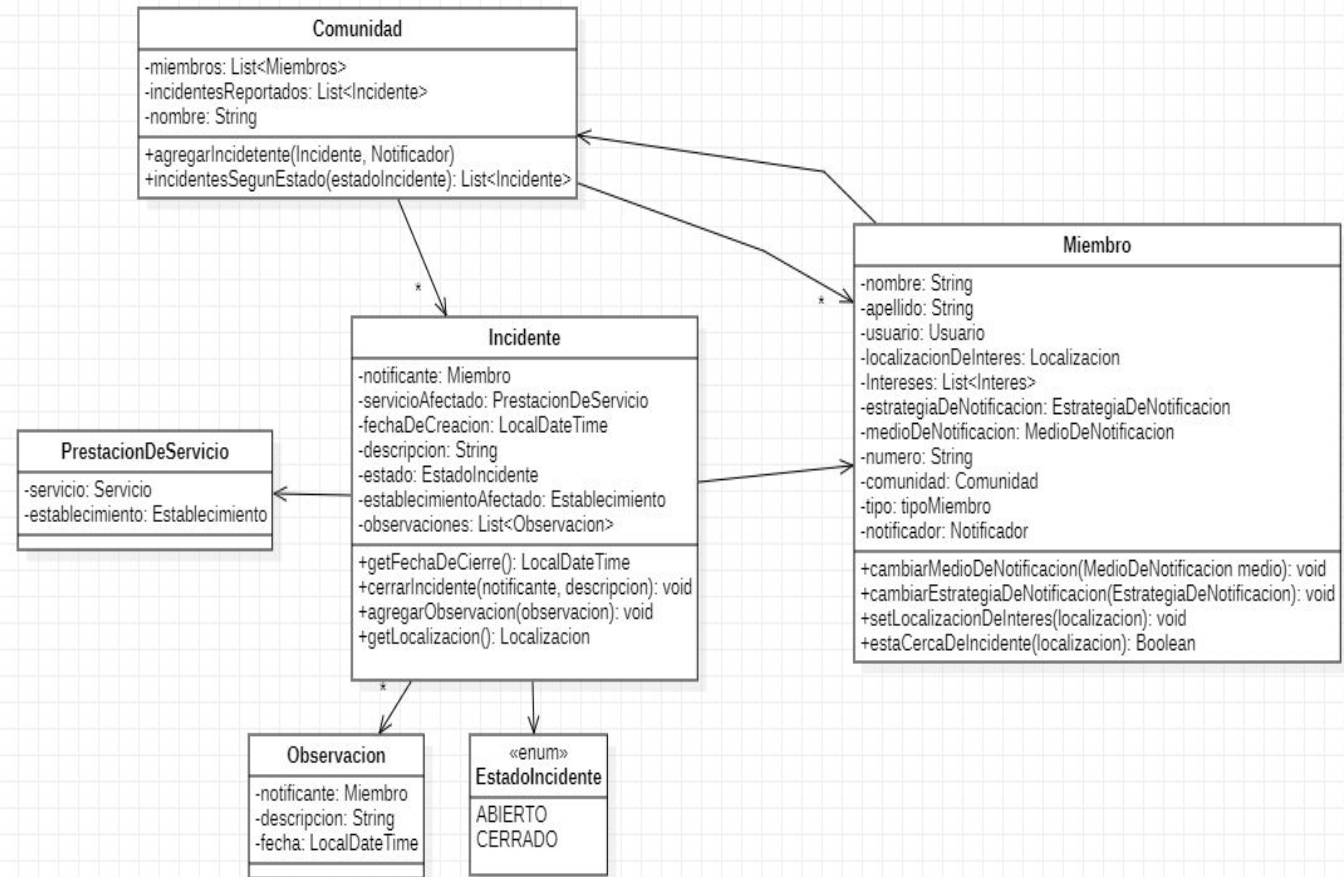 Comunidad
-miembros: List<Miembros>
-incidentesReportados: List<Incidente>
-nombre: String
+agregarIncidetente(Incidente, Notificador)
+incidentesSegunEstado(estadoIncidente): List<Incidente>
Miembro
-nombre: String
-apellido: String
-usuario: Usuario
-localizacionDeInteres: Localizacion
-Intereses: List<Interes>
-estrategiaDeNotificacion: EstrategiaDeNotificacion
-medioDeNotificacion: MedioDeNotificacion
-numero: String
-comunidad: Comunidad
-tipo: tipoMiembro
-notificador: Notificador
+cambiarMedioDeNotificacion(MedioDeNotificacion medio): void
+cambiarEstrategiaDeNotificacion(EstrategiaDeNotificacion): void
+setLocalizacionDeInteres(localizacion): void
+estaCercaDeIncidente(localizacion): Boolean
*
*
Incidente
-notificante: Miembro
-servicioAfectado: PrestacionDeServicio
-fechaDeCreacion: LocalDateTime
-descripcion: String
-estado: EstadoIncidente
-establecimientoAfectado: Establecimiento
-observaciones: List<Observacion>
+getFechaDeCierre(): LocalDateTime
+cerrarIncidente(notificante, descripcion): void
+agregarObservacion(observacion): void
+getLocalizacion(): Localizacion
PrestacionDeServicio
-servicio: Servicio
-establecimiento: Establecimiento
*
Observacion
-notificante: Miembro
-descripcion: String
-fecha: LocalDateTime
«enum»
EstadoIncidente
ABIERTO
CERRADO